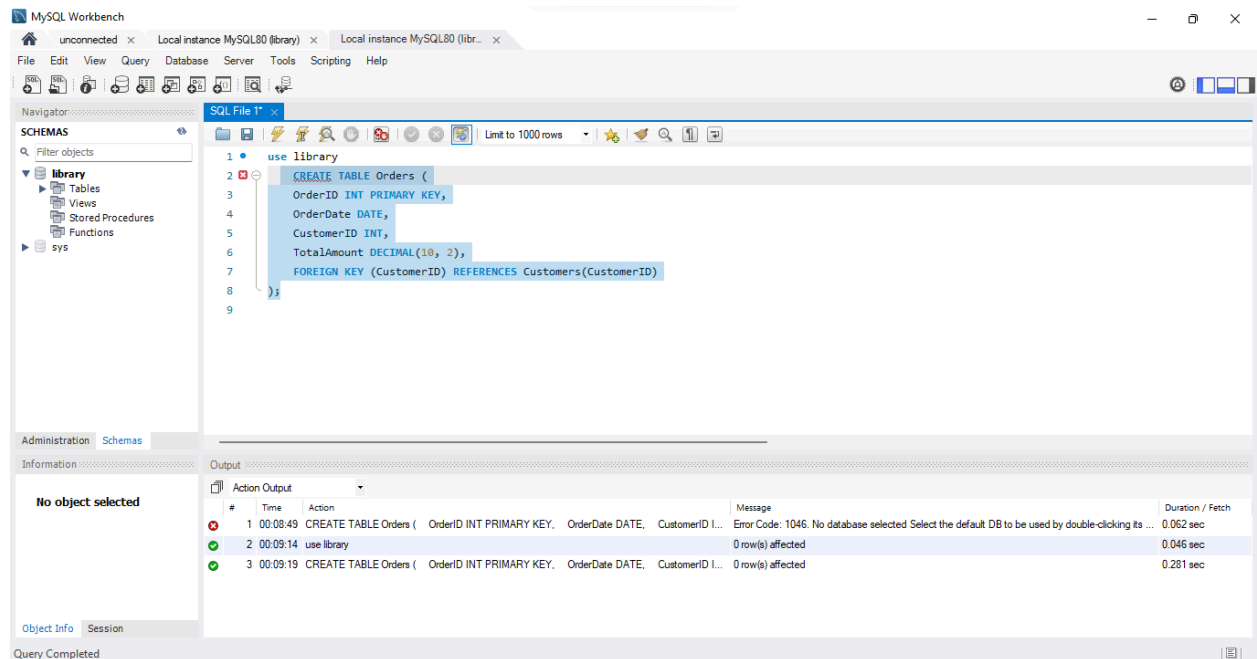 MySQL Workbench
unconnected × Local instance MySQL80 (library) × Local instance MySQL80 (libr... ×
File Edit View Query Database Server Tools Scripting Help
Navigator
SCHEMAS
Filter objects
library
Tables
Views
Stored Procedures
Functions
sys
Administration Schemas
Information
No object selected
Object Info Session
SQL File 1* ×
Limit to 1000 rows
1 use library
2 CREATE TABLE Orders (
3 OrderID INT PRIMARY KEY,
4 OrderDate DATE,
5 CustomerID INT,
6 TotalAmount DECIMAL(10, 2),
7 FOREIGN KEY (CustomerID) REFERENCES Customers(CustomerID)
8 );
9
Output
Action Output
# Time Action Message Duration / Fetch
1 00:08:49 CREATE TABLE Orders ( OrderID INT PRIMARY KEY, OrderDate DATE, CustomerID I... Error Code: 1046. No database selected Select the default DB to be used by double-clicking its ... 0.062 sec
2 00:09:14 use library 0 row(s) affected 0.046 sec
3 00:09:19 CREATE TABLE Orders ( OrderID INT PRIMARY KEY, OrderDate DATE, CustomerID I... 0 row(s) affected 0.281 sec
Query Completed